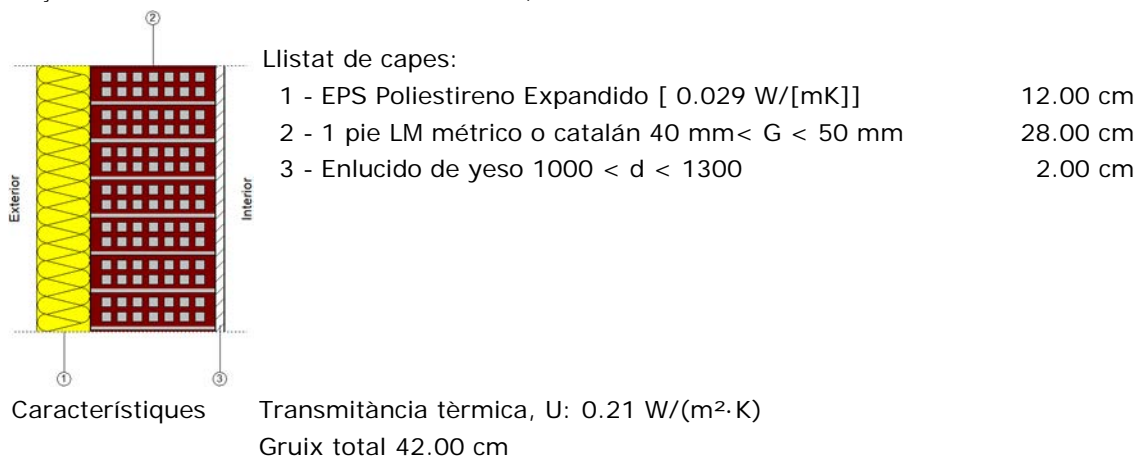 ②
Llistat de capes:
1 - EPS Poliestireno Expandido [ 0.029 W/[mK]] 12.00 cm
2 - 1 pie LM métrico o catalán 40 mm< G < 50 mm 28.00 cm
3 - Enlucido de yeso 1000 < d < 1300 2.00 cm
Exterior
Interior
① ③
Característiques Transmitància tèrmica, U: 0.21 W/(m²·K)
Gruix total 42.00 cm